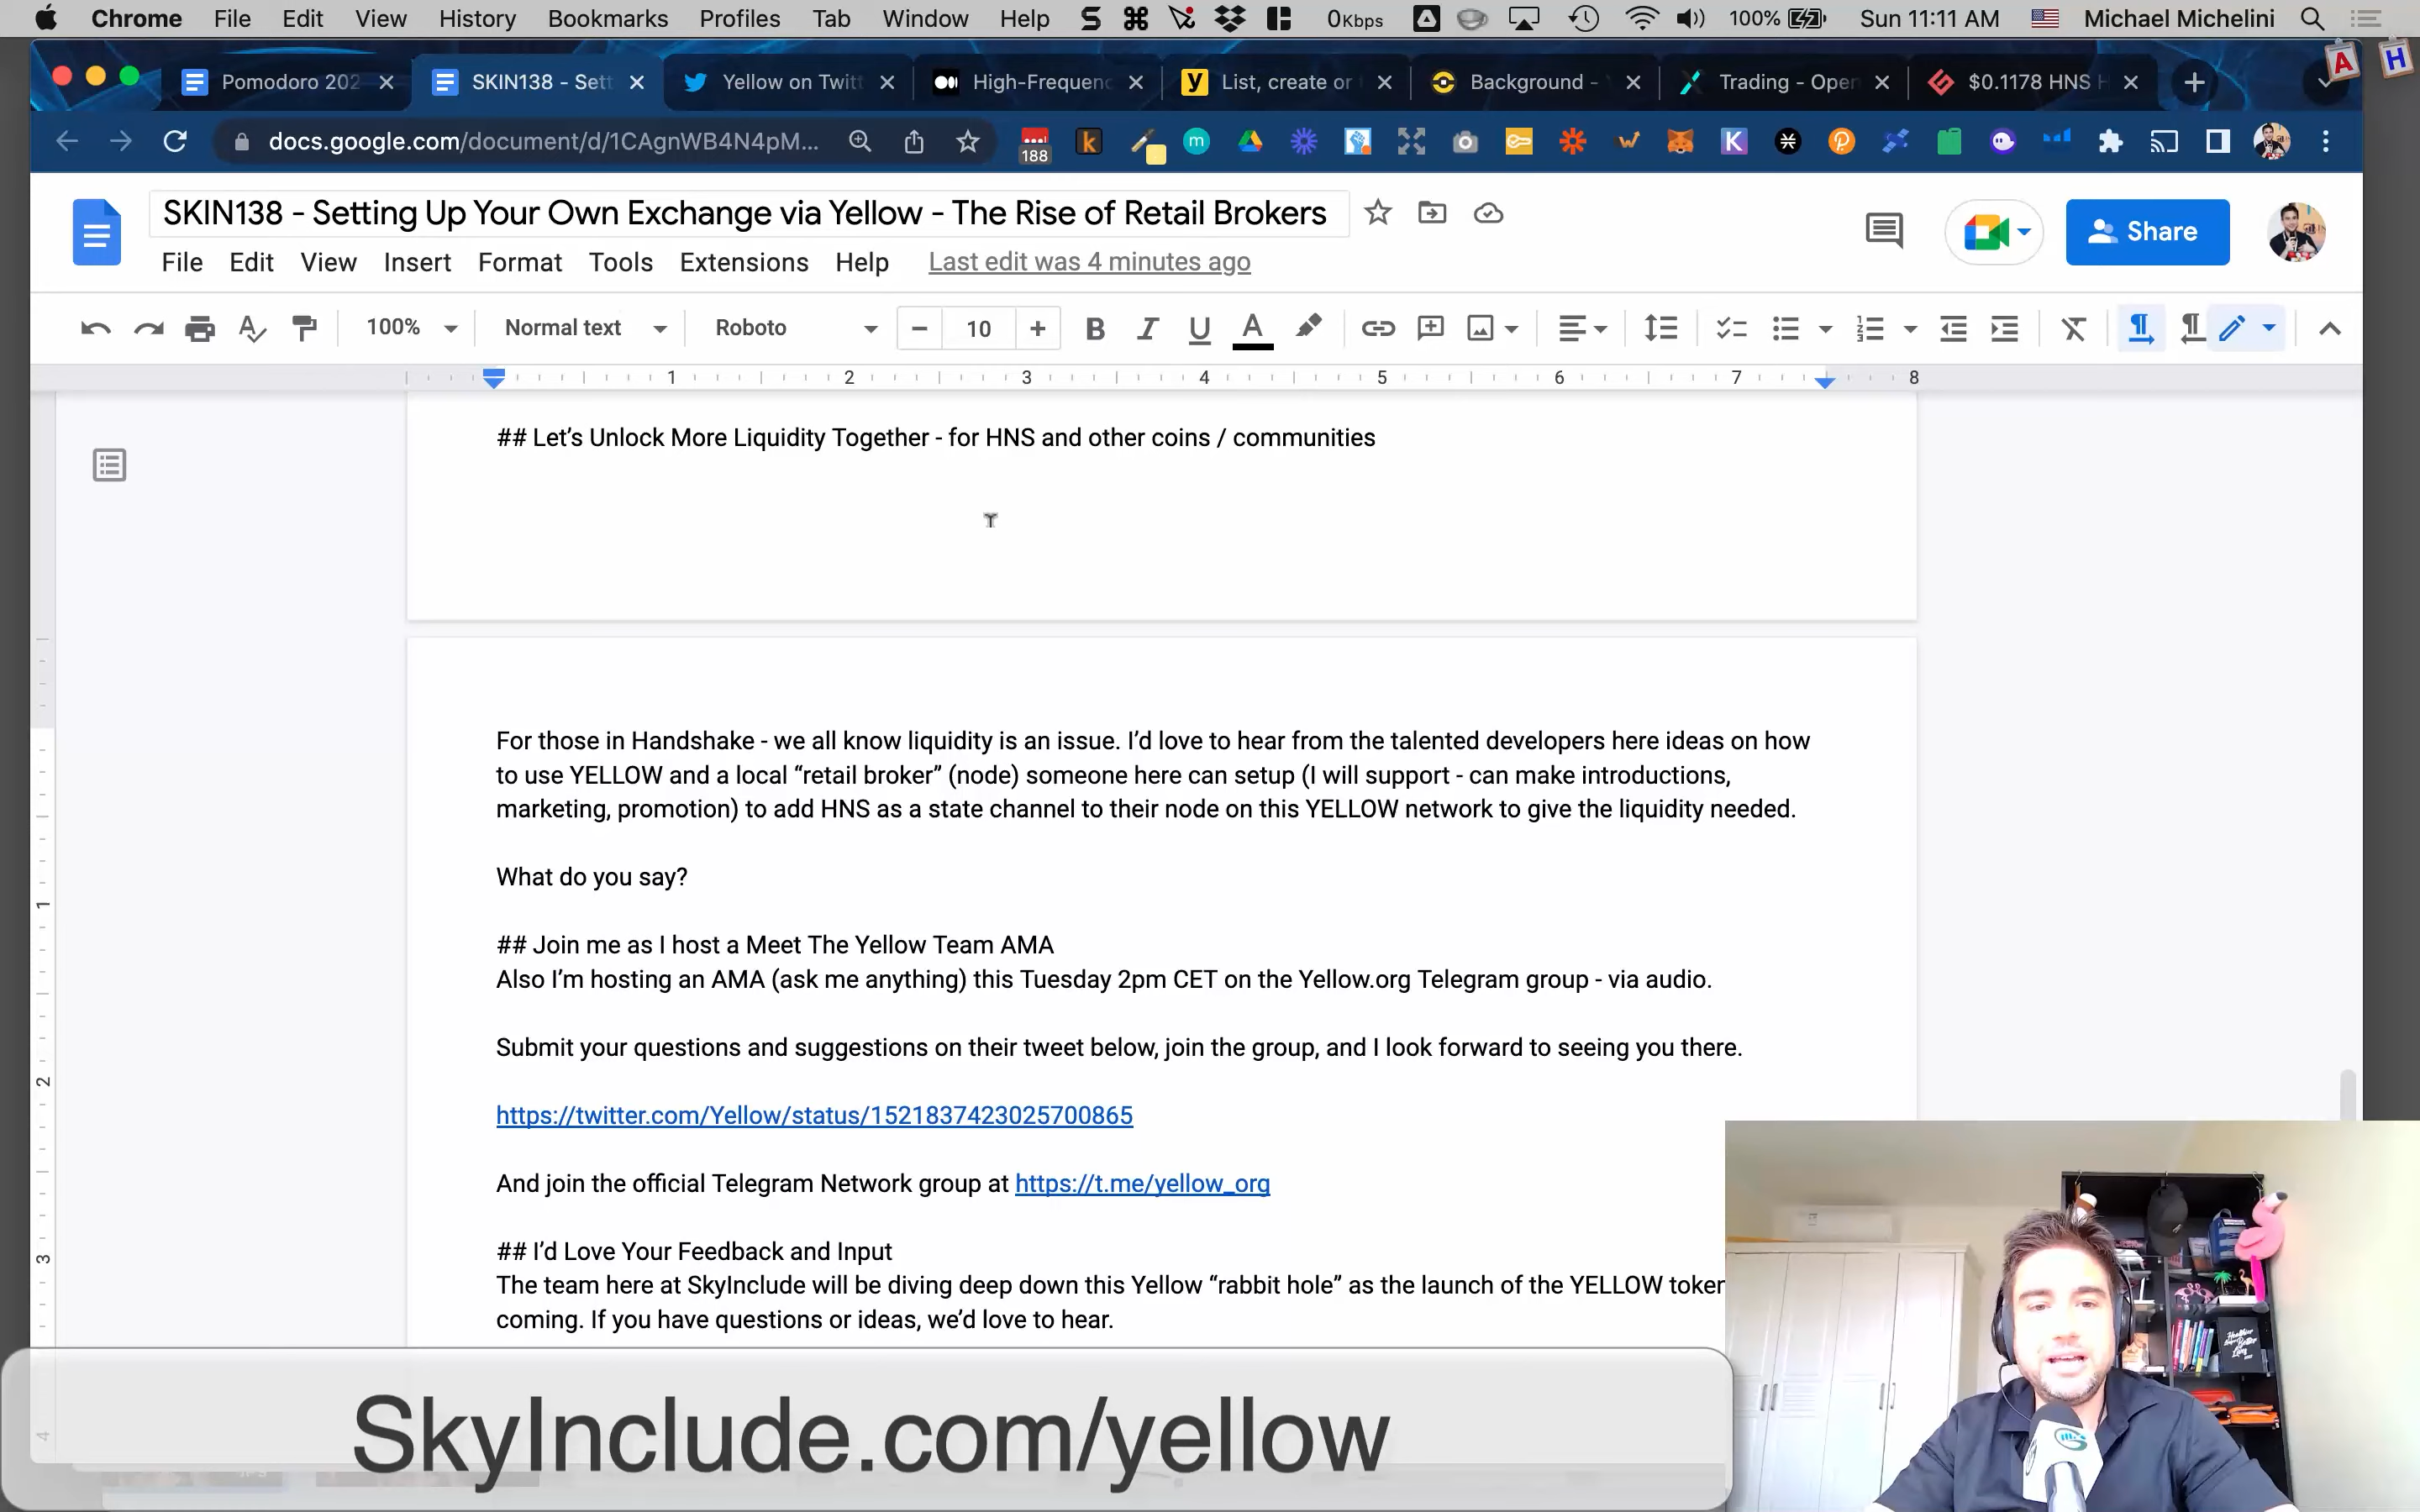 Chrome File Edit View History Bookmarks Profiles Tab Window Help 0Kbps 100% Sun 11:11 AM Michael Michelini
Pomodoro 202 SKIN138 - Sett Yellow on Twitt High-Frequenc List, create or Background - Trading - Open $0.1178 HNS
docs.google.com/document/d/1CAgnWB4N4pM... 188
SKIN138 - Setting Up Your Own Exchange via Yellow - The Rise of Retail Brokers
Share
File Edit View Insert Format Tools Extensions Help Last edit was 4 minutes ago
100% Normal text Roboto 10
1 2 3 4 5 6 7 8
## Let’s Unlock More Liquidity Together - for HNS and other coins / communities
For those in Handshake - we all know liquidity is an issue. I’d love to hear from the talented developers here ideas on how
to use YELLOW and a local “retail broker” (node) someone here can setup (I will support - can make introductions,
marketing, promotion) to add HNS as a state channel to their node on this YELLOW network to give the liquidity needed.
What do you say?
## Join me as I host a Meet The Yellow Team AMA
Also I’m hosting an AMA (ask me anything) this Tuesday 2pm CET on the Yellow.org Telegram group - via audio.
Submit your questions and suggestions on their tweet below, join the group, and I look forward to seeing you there.
https://twitter.com/Yellow/status/1521837423025700865
And join the official Telegram Network group at https://t.me/yellow_org
## I’d Love Your Feedback and Input
The team here at SkyInclude will be diving deep down this Yellow “rabbit hole” as the launch of the YELLOW token
coming. If you have questions or ideas, we’d love to hear.
SkyInclude.com/yellow